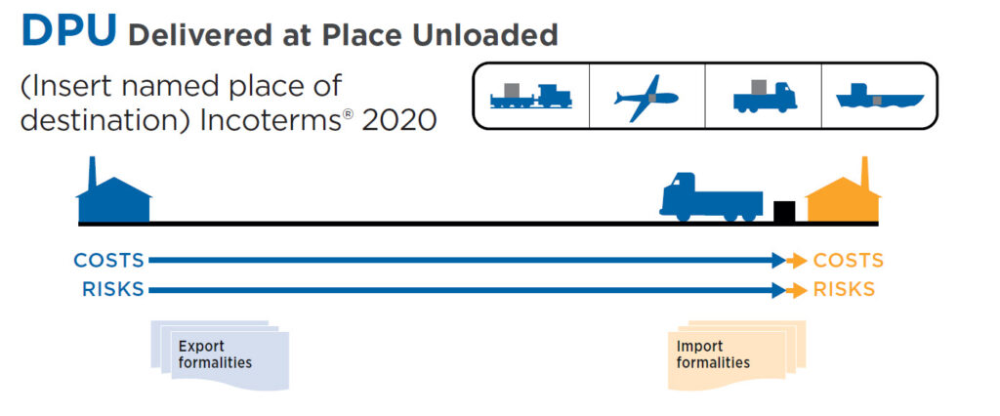 DPU Delivered at Place Unloaded
(Insert named place of
destination) Incoterms® 2020
COSTS COSTS
RISKS RISKS
Export
formalities
Import
formalities